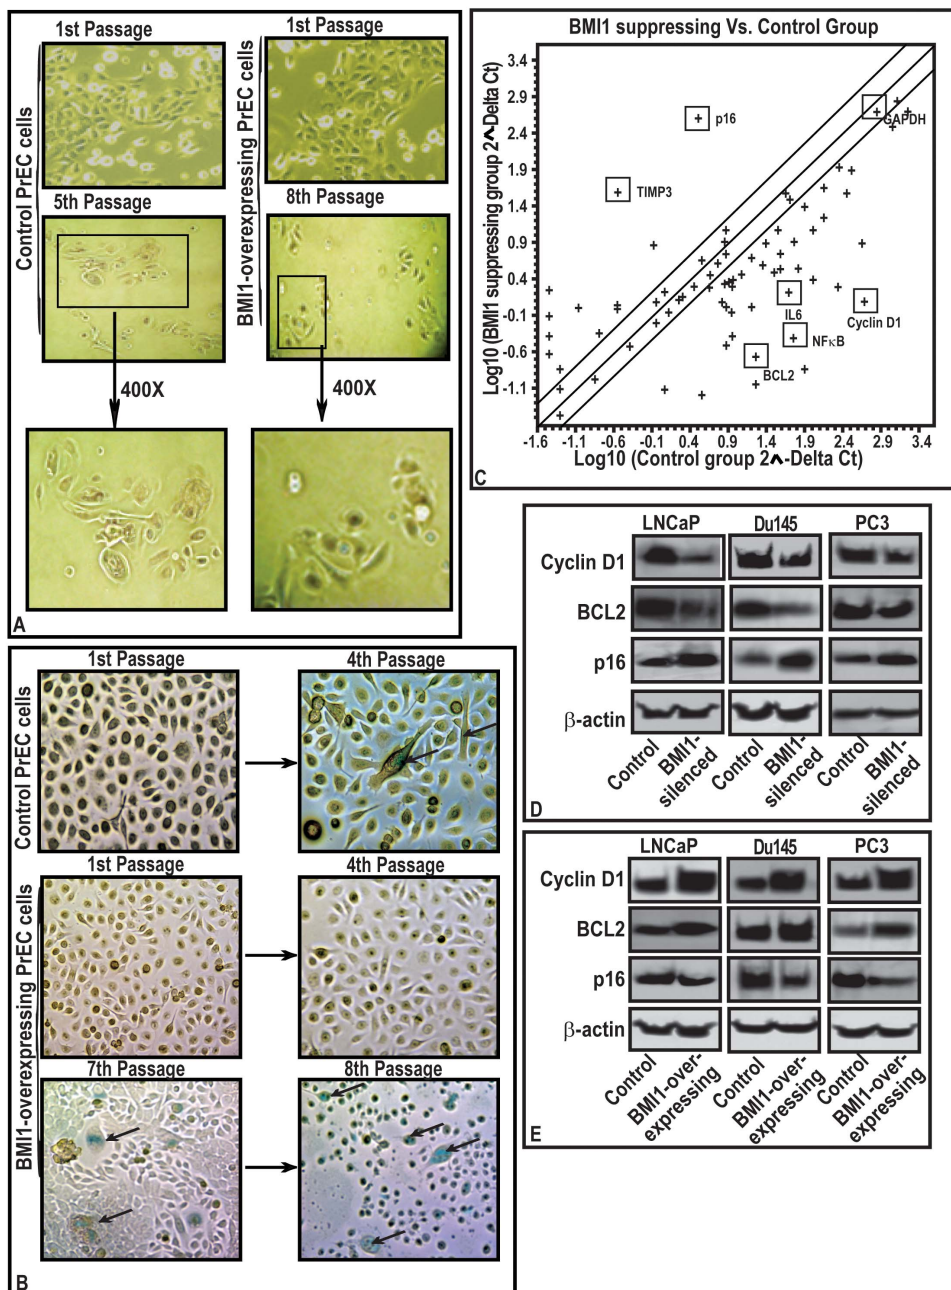 1st Passage
1st Passage
Control PrEC cells
BMI1-overexpressing PrEC cells
5th Passage
8th Passage
400X
400X
A
1st Passage
4th Passage
Control PrEC cells
1st Passage
4th Passage
BMI1-overexpressing PrEC cells
7th Passage
8th Passage
B
BMI1 suppressing Vs. Control Group
Log10 (BMI1 suppressing group 2^-Delta Ct)
3.4
2.9
2.4
1.9
1.4
0.9
0.4
-0.1
-0.6
-1.1
p16
GAPDH
TIMP3
IL6
Cyclin D1
NFκB
BCL2
-1.6 -1.1 -0.6 -0.1 0.4 0.9 1.4 1.9 2.4 2.9 3.4
Log10 (Control group 2^-Delta Ct)
C
LNCaP Du145 PC3
Cyclin D1
BCL2
p16
β-actin
Control
BMI1-
silenced
Control
BMI1-
silenced
Control
BMI1-
silenced
D
LNCaP Du145 PC3
Cyclin D1
BCL2
p16
β-actin
Control
BMI1-over-
expressing
Control
BMI1-over-
expressing
Control
BMI1-over-
expressing
E